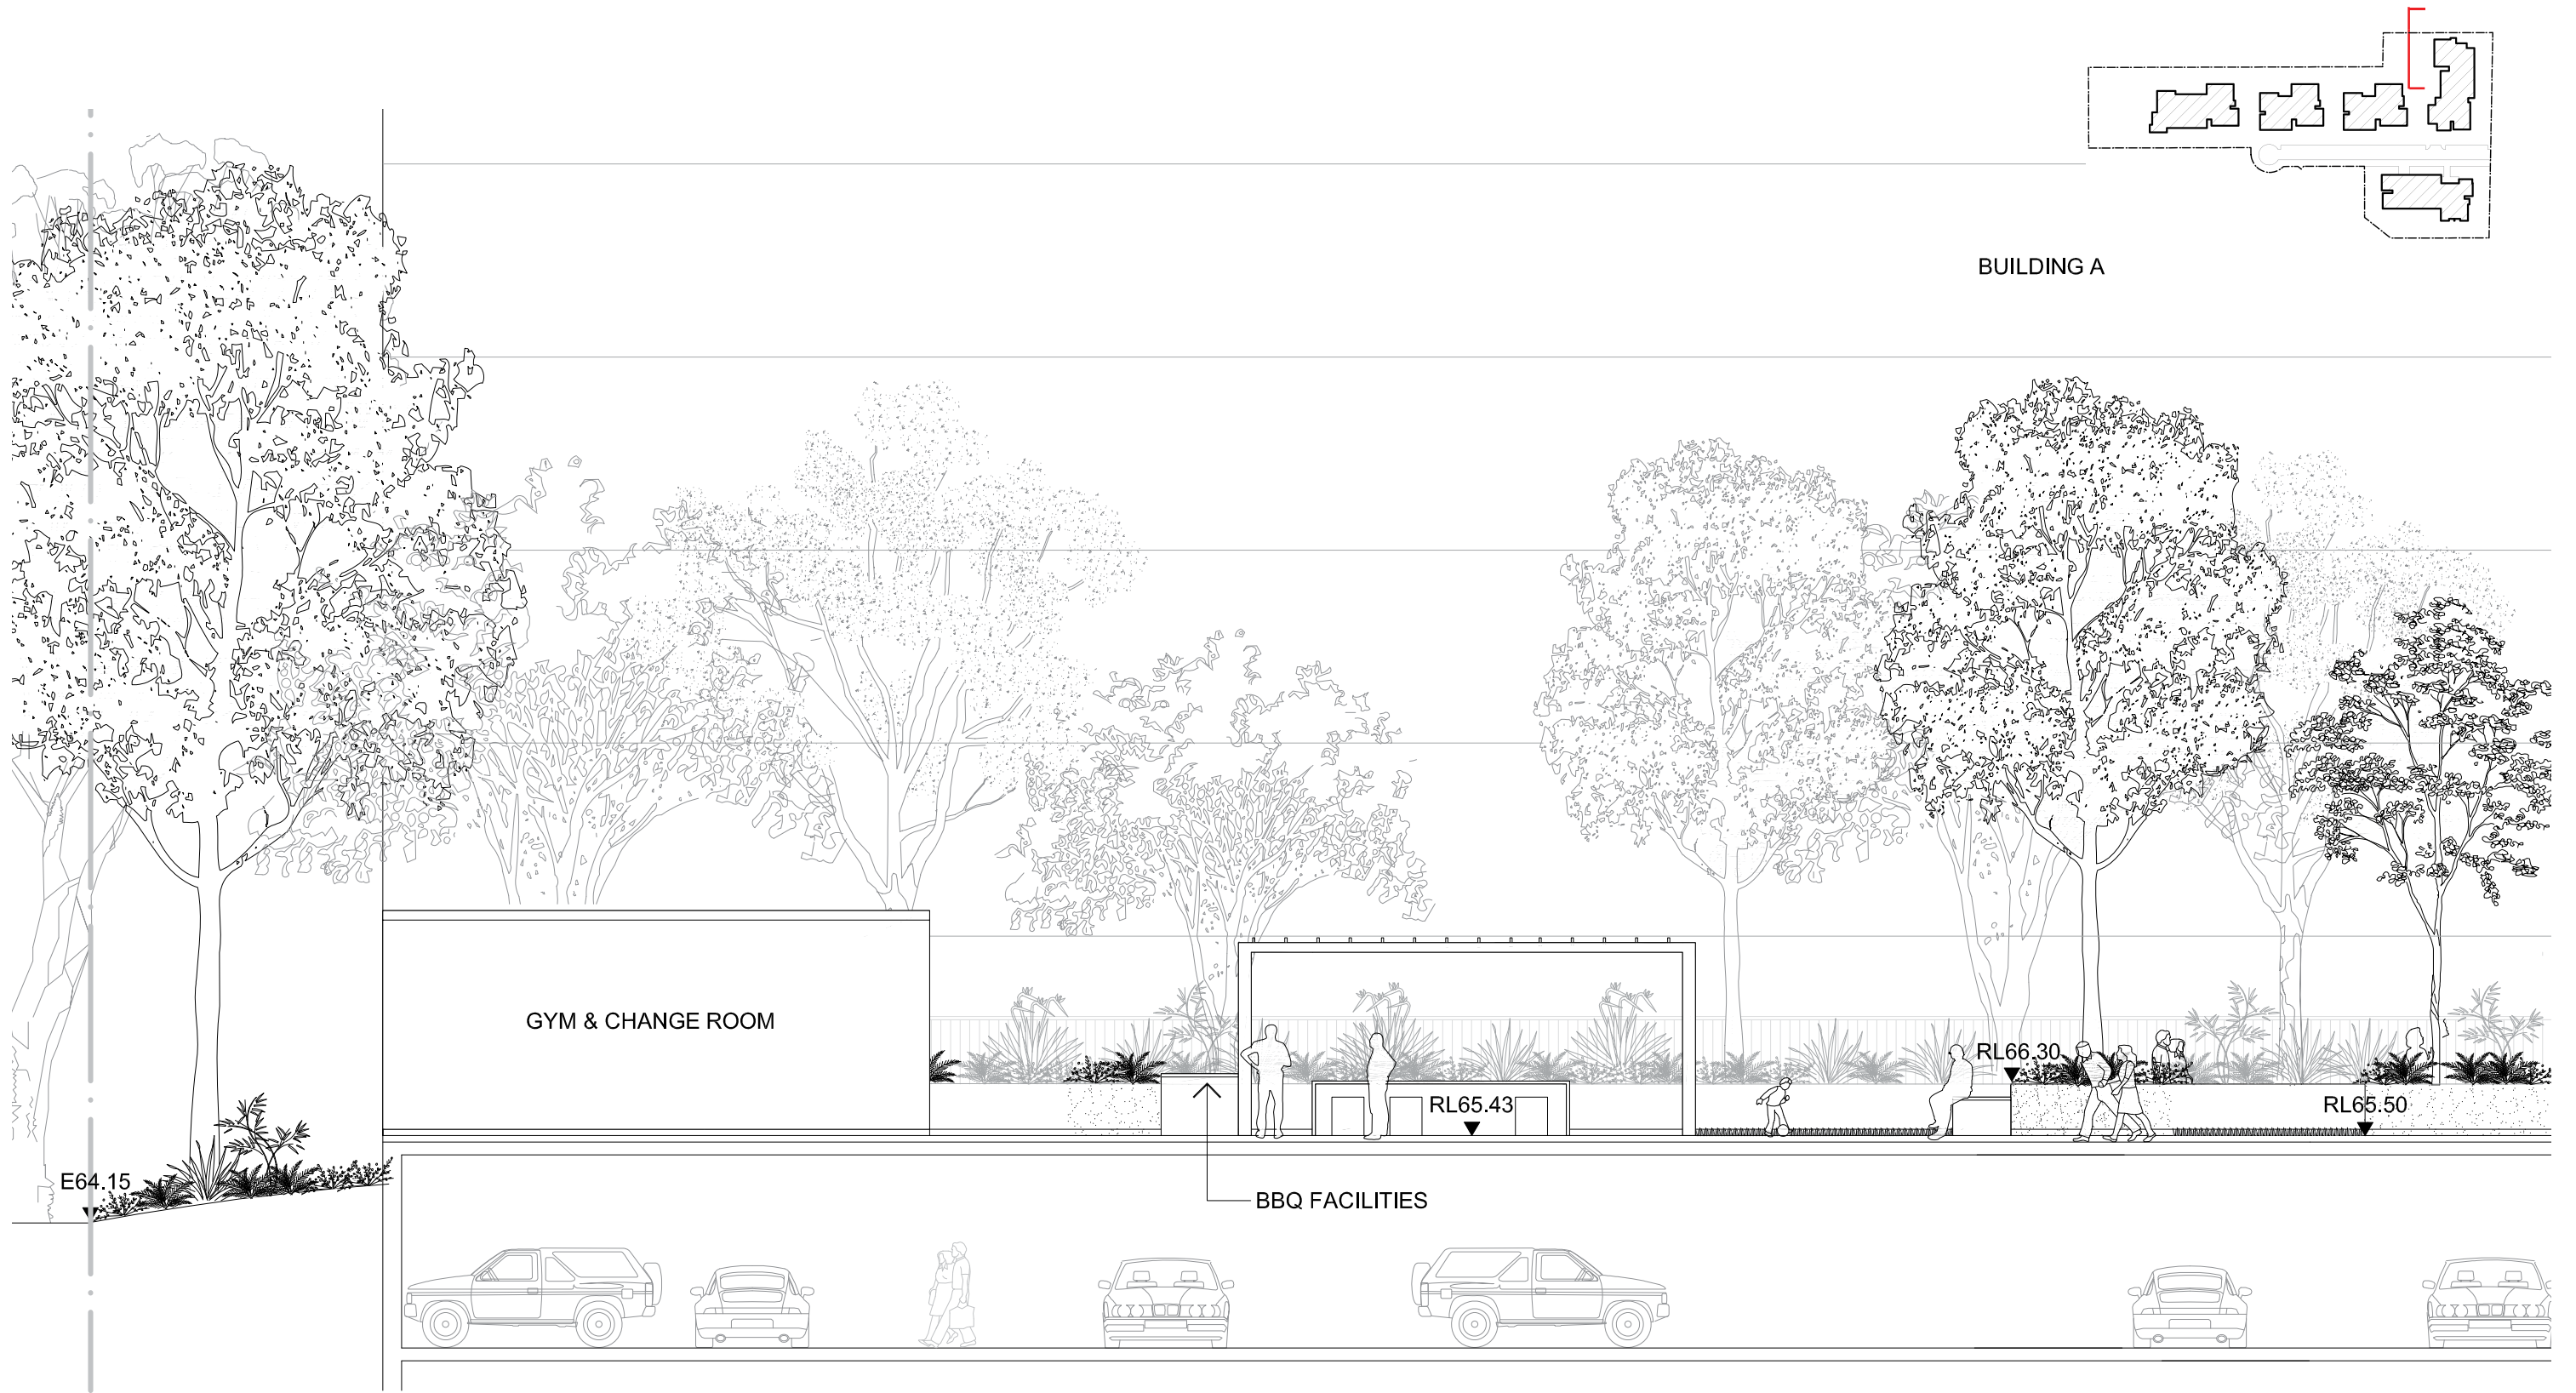 BUILDING A
GYM & CHANGE ROOM
RL66.30
RL65.43
RL65.50
E64.15
BBQ FACILITIES